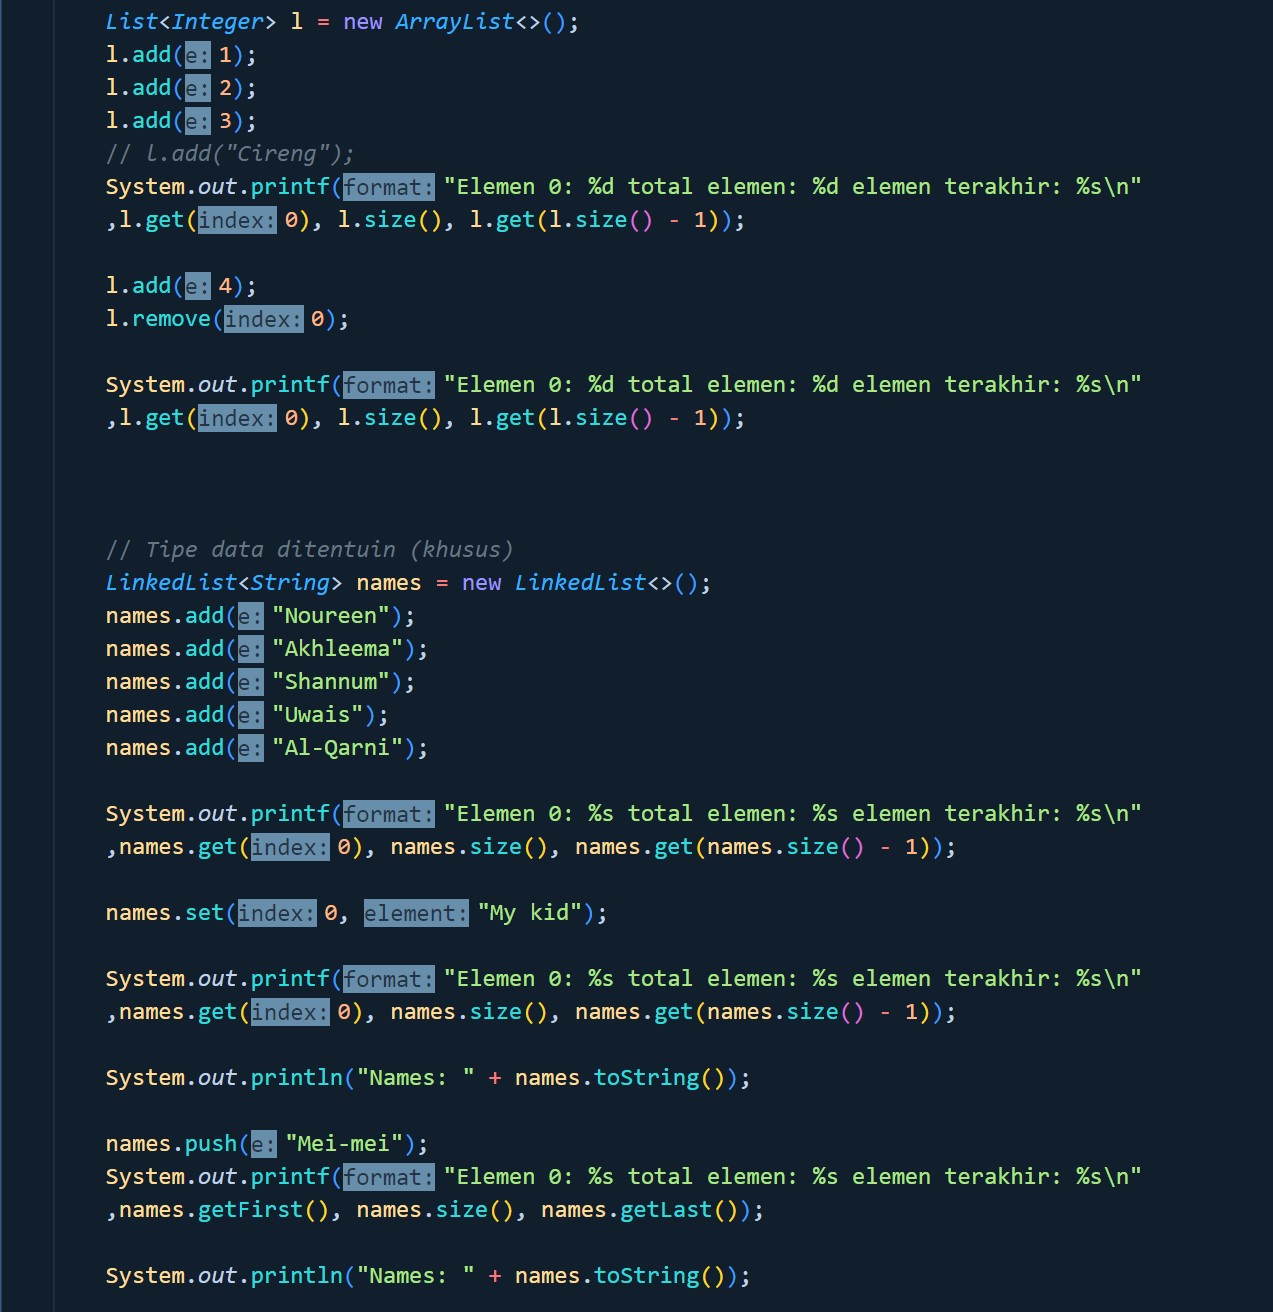 List<Integer> l = new ArrayList<>();
l.add(e: 1);
l.add(e: 2);
l.add(e: 3);
// l.add("Cireng");
System.out.printf(format: "Elemen 0: %d total elemen: %d elemen terakhir: %s\n"
,l.get(index: 0), l.size(), l.get(l.size() - 1));
l.add(e: 4);
l.remove(index: 0);
System.out.printf(format: "Elemen 0: %d total elemen: %d elemen terakhir: %s\n"
,l.get(index: 0), l.size(), l.get(l.size() - 1));
// Tipe data ditentuin (khusus)
LinkedList<String> names = new LinkedList<>();
names.add(e: "Noureen");
names.add(e: "Akhleema");
names.add(e: "Shannum");
names.add(e: "Uwais");
names.add(e: "Al-Qarni");
System.out.printf(format: "Elemen 0: %s total elemen: %s elemen terakhir: %s\n"
,names.get(index: 0), names.size(), names.get(names.size() - 1));
names.set(index: 0, element: "My kid");
System.out.printf(format: "Elemen 0: %s total elemen: %s elemen terakhir: %s\n"
,names.get(index: 0), names.size(), names.get(names.size() - 1));
System.out.println("Names: " + names.toString());
names.push(e: "Mei-mei");
System.out.printf(format: "Elemen 0: %s total elemen: %s elemen terakhir: %s\n"
,names.getFirst(), names.size(), names.getLast());
System.out.println("Names: " + names.toString());